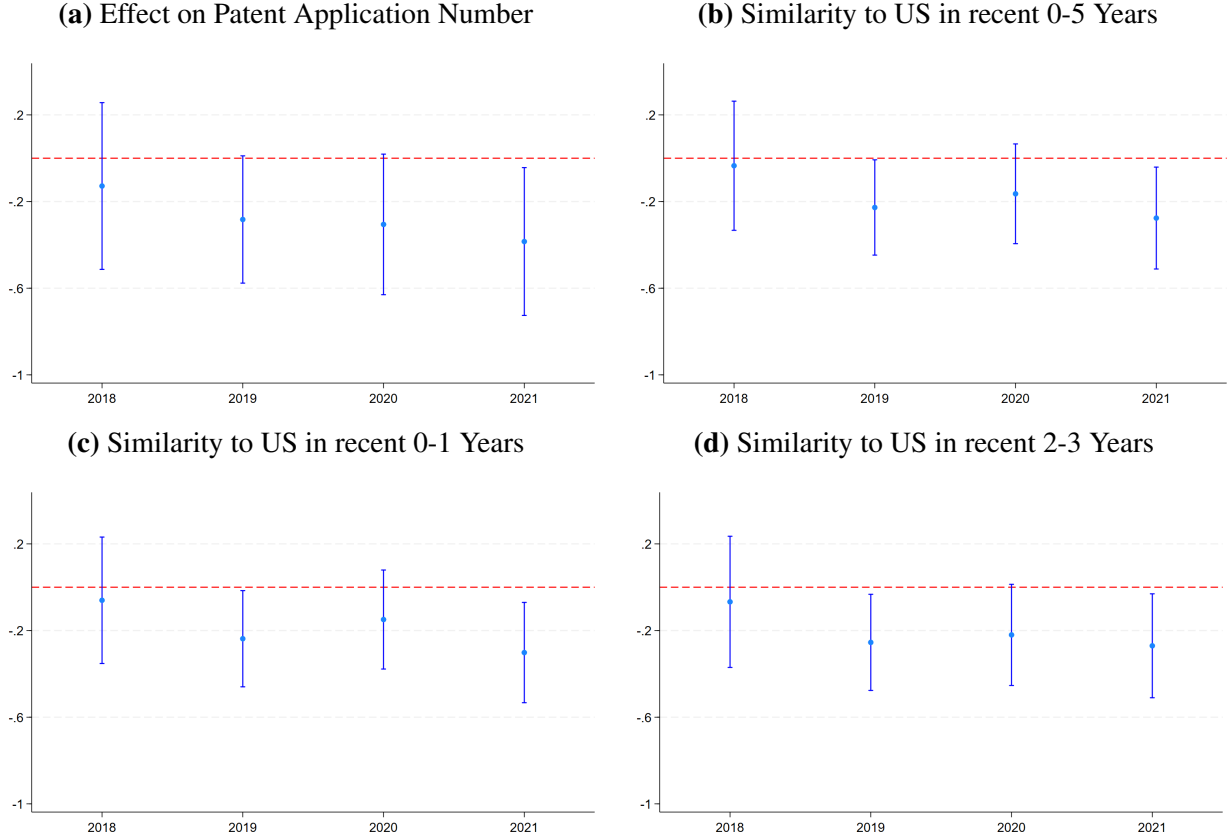 (a) Effect on Patent Application Number
(b) Similarity to US in recent 0-5 Years
.2
-.2
-.6
-1
2018 2019 2020 2021
.2
-.2
-.6
-1
2018 2019 2020 2021
(c) Similarity to US in recent 0-1 Years
(d) Similarity to US in recent 2-3 Years
.2
-.2
-.6
-1
2018 2019 2020 2021
.2
-.2
-.6
-1
2018 2019 2020 2021